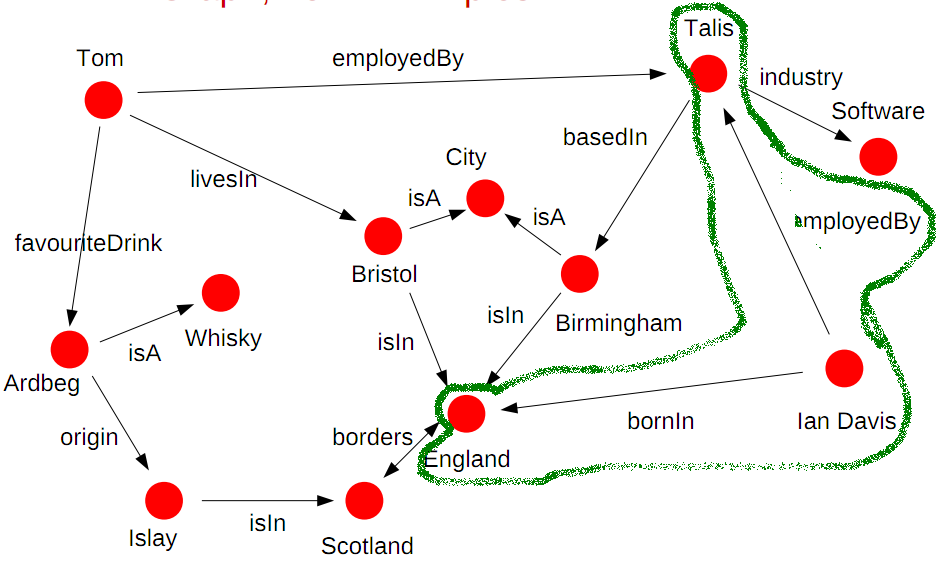 Talis
Tom
employedBy
industry
Software
basedIn
City
livesIn
isA
isA
employedBy
favouriteDrink
Bristol
isIn
Birmingham
Whisky
isIn
isA
Ardbeg
bornIn
Ian Davis
origin
borders
England
isIn
Islay
Scotland